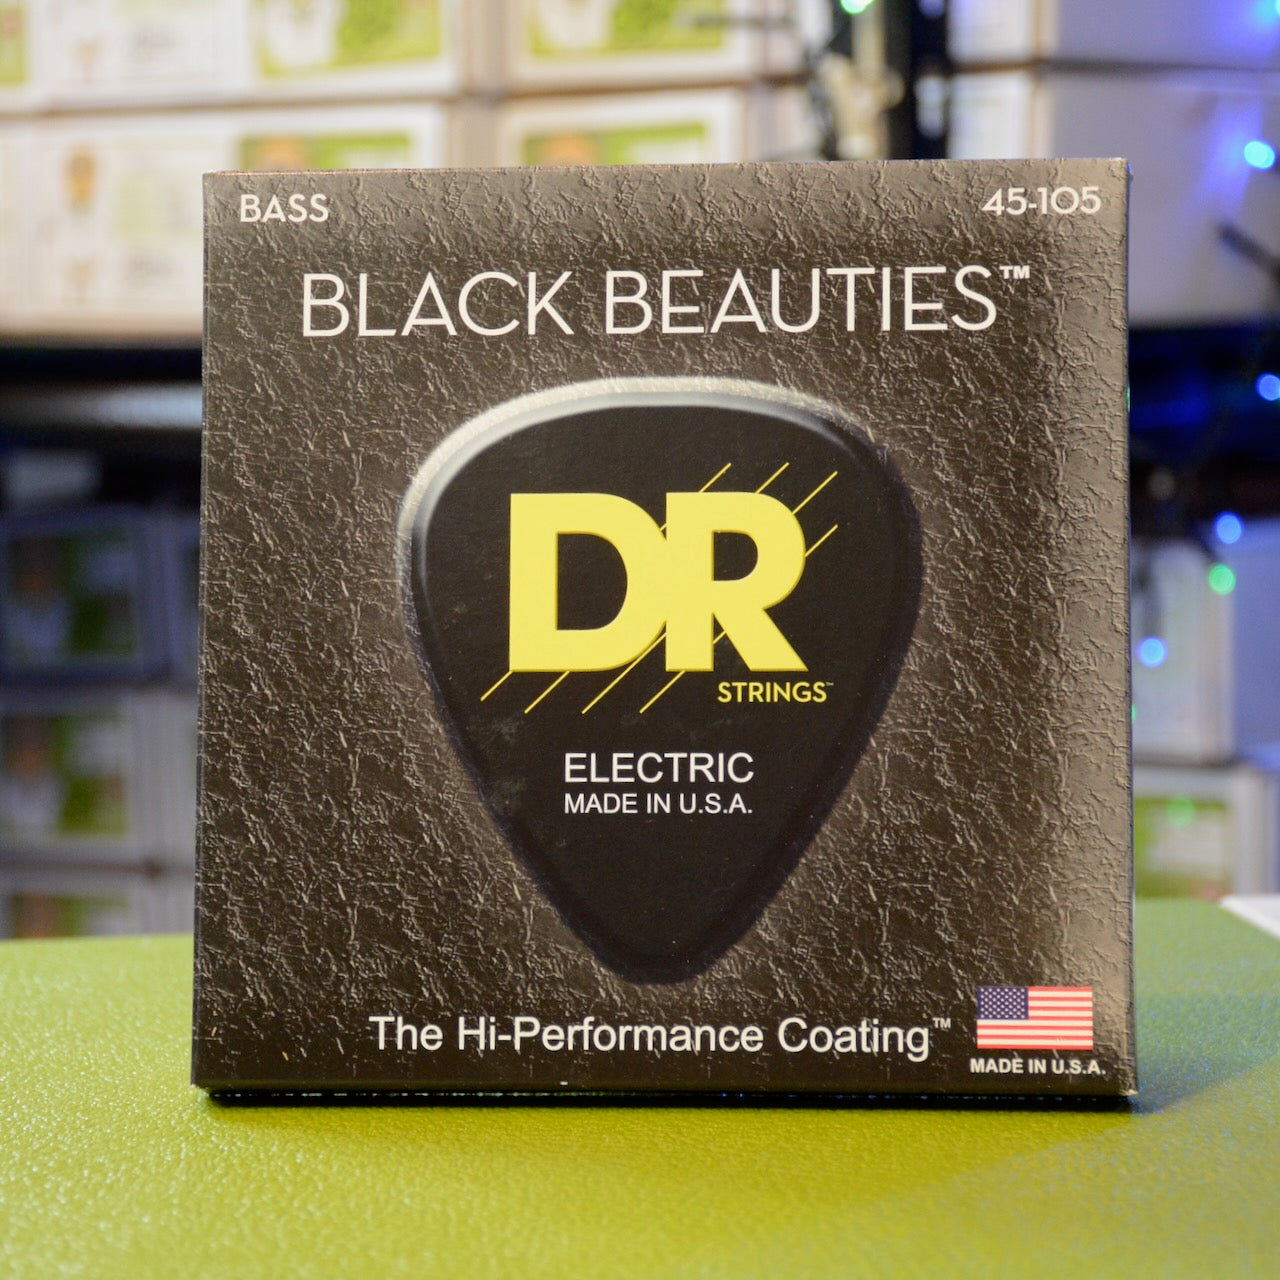 BASS 45-105
BLACK BEAUTIES™
DR
STRINGS™
ELECTRIC
MADE IN U.S.A.
The Hi-Performance Coating™
MADE IN U.S.A.